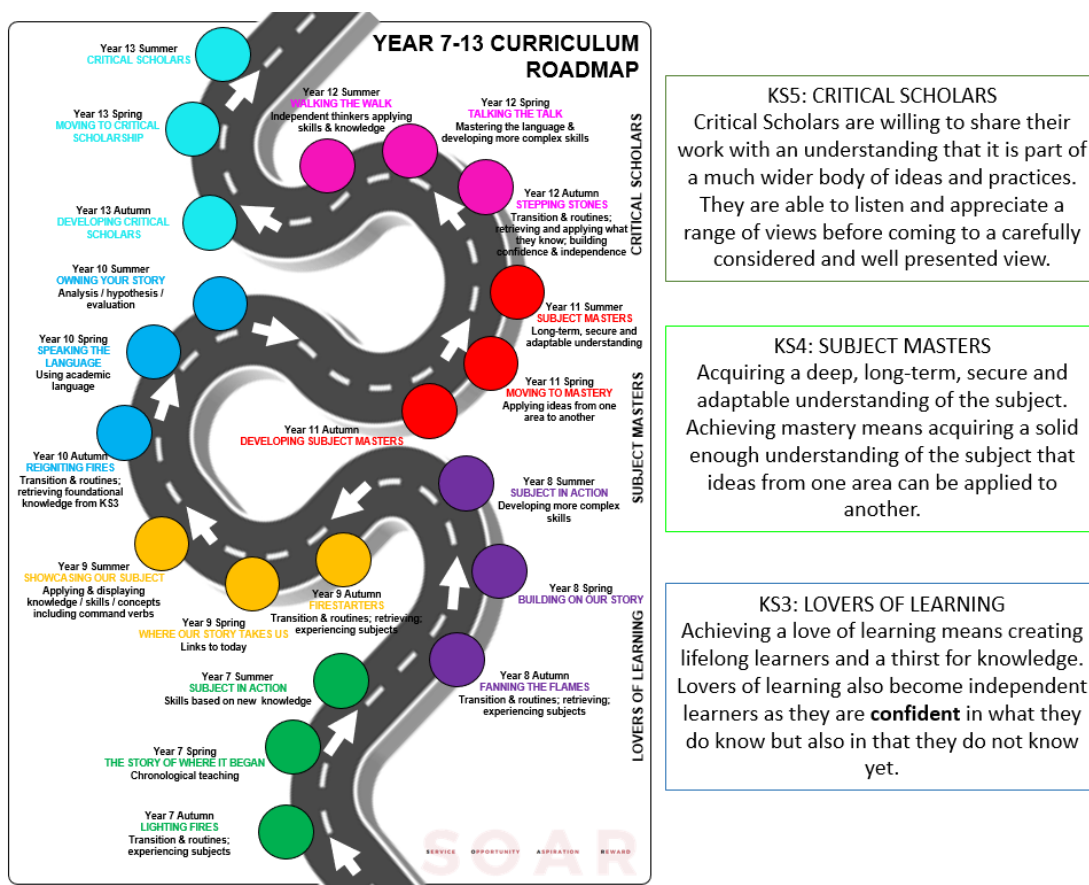 YEAR 7-13 CURRICULUM
ROADMAP
Year 13 Summer
CRITICAL SCHOLARS
Year 13 Spring
MOVING TO CRITICAL
SCHOLARSHIP
Year 13 Autumn
DEVELOPING CRITICAL
SCHOLARS
Year 12 Summer
WALKING THE WALK
Independent thinkers applying
skills & knowledge
Year 12 Spring
TALKING THE TALK
Mastering the language &
developing more complex
skills
Year 12 Autumn
STEPPING STONES
Transition & routines;
retrieving and applying what
they know; building
confidence & independence
CRITICAL SCHOLARS
Year 10 Summer
OWNING YOUR STORY
Analysis / hypothesis /
evaluation
Year 10 Spring
SPEAKING THE
LANGUAGE
Using academic
language
Year 10 Autumn
REIGNITING FIRES
Transition & routines;
retrieving foundational
knowledge from KS3
Year 11 Summer
SUBJECT MASTERS
Long-term, secure and
adaptable understanding
Year 11 Spring
MOVING TO MASTERY
Applying ideas from one
area to another
Year 11 Autumn
DEVELOPING SUBJECT MASTERS
SUBJECT MASTERS
Year 8 Summer
SUBJECT IN ACTION
Developing more complex
skills
Year 8 Spring
BUILDING ON OUR STORY
Year 8 Autumn
FANNING THE FLAMES
Transition & routines; retrieving;
experiencing subjects
Year 9 Summer
SHOWCASING OUR SUBJECT
Applying & displaying
knowledge / skills / concepts
including command verbs
Year 9 Spring
WHERE OUR STORY TAKES US
Links to today
Year 9 Autumn
FIRESTARTERS
Transition & routines; retrieving;
experiencing subjects
Year 7 Summer
SUBJECT IN ACTION
Skills based on new knowledge
Year 7 Spring
THE STORY OF WHERE IT BEGAN
Chronological teaching
Year 7 Autumn
LIGHTING FIRES
Transition & routines;
experiencing subjects
LOVERS OF LEARNING
SOAR
SERVICE OPPORTUNITY ASPIRATION REWARD
KS5: CRITICAL SCHOLARS
Critical Scholars are willing to share their
work with an understanding that it is part of
a much wider body of ideas and practices.
They are able to listen and appreciate a
range of views before coming to a carefully
considered and well presented view.
KS4: SUBJECT MASTERS
Acquiring a deep, long-term, secure and
adaptable understanding of the subject.
Achieving mastery means acquiring a solid
enough understanding of the subject that
ideas from one area can be applied to
another.
KS3: LOVERS OF LEARNING
Achieving a love of learning means creating
lifelong learners and a thirst for knowledge.
Lovers of learning also become independent
learners as they are confident in what they
do know but also in that they do not know
yet.